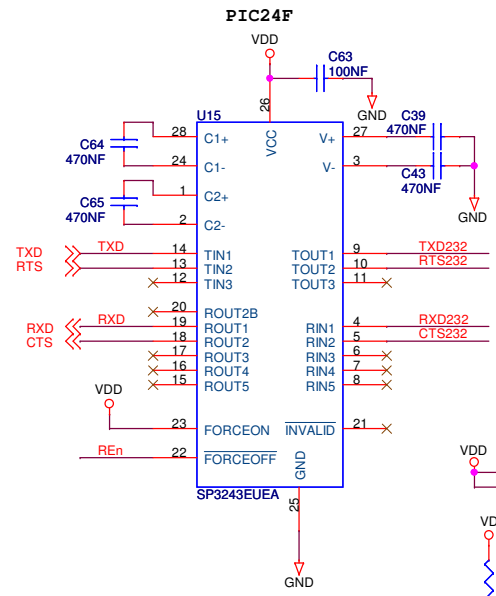 PIC24F
VDD
C63
100NF
GND
U15
26
VCC
C64
470NF
28 C1+
24 C1-
V+ 27
V- 3
C39
470NF
C43
470NF
GND
C65
470NF
1 C2+
2 C2-
TXD TXD 14 TIN1
RTS 13 TIN2
12 TIN3
TOUT1 9 TXD232
TOUT2 10 RTS232
TOUT3 11
20 ROUT2B
RXD RXD 19 ROUT1
CTS 18 ROUT2
17 ROUT3
16 ROUT4
15 ROUT5
RIN1 4 RXD232
RIN2 5 CTS232
RIN3 6
RIN4 7
RIN5 8
VDD
23 FORCEON
INVALID 21
REn 22 FORCEOFF
GND
SP3243EUEA
25
GND
VDD
VD